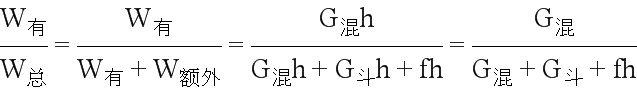 W有/W总 = W有/(W有 + W额外) = G混h/(G混h + G斗h + fh) = G混/(G混 + G斗 + fh)